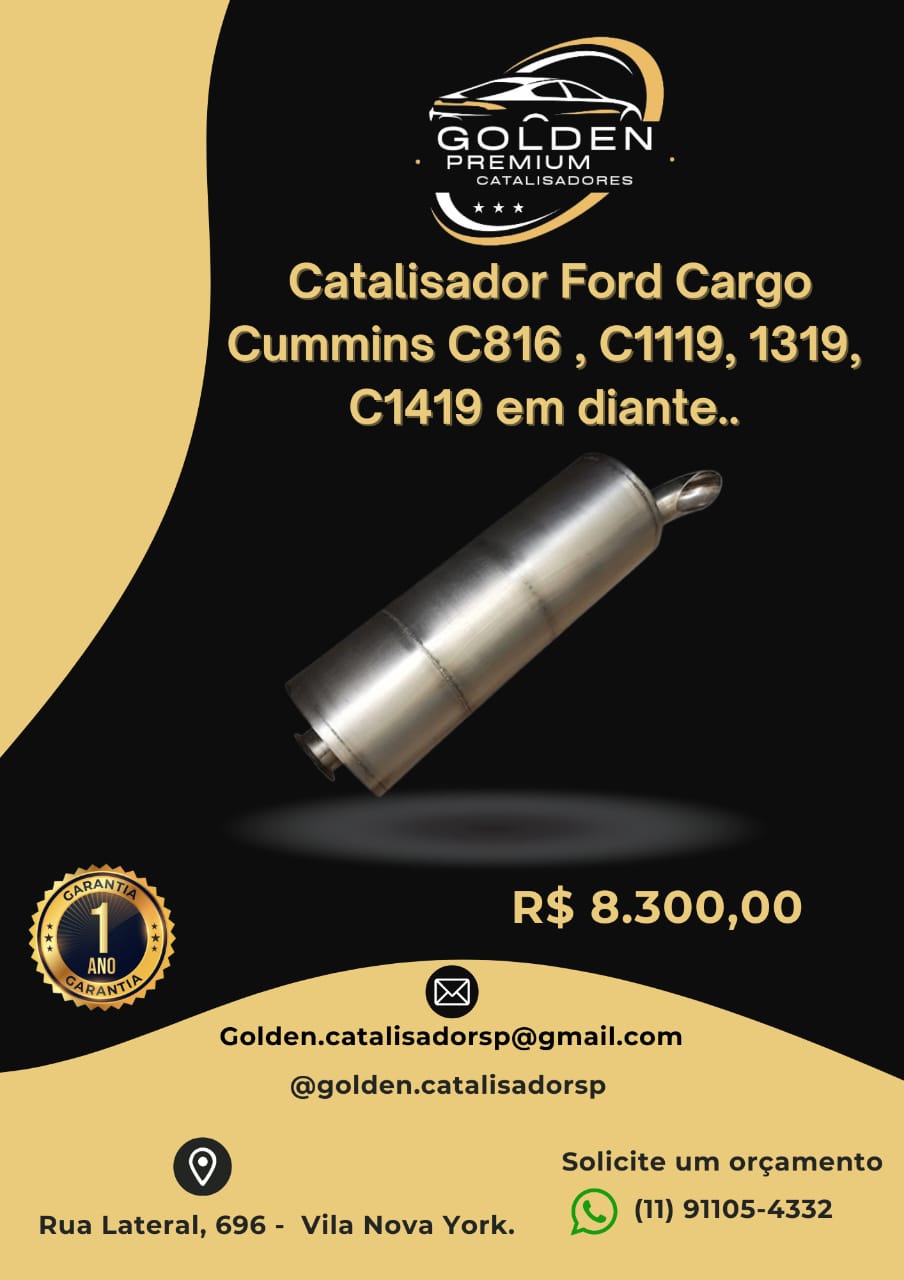 GOLDEN
PREMIUM
CATALISADORES
Catalisador Ford Cargo
Cummins C816 , C1119, 1319,
C1419 em diante..
R$ 8.300,00
GARANTIA
1
ANO
GARANTIA
Golden.catalisadorsp@gmail.com
@golden.catalisadorsp
Solicite um orçamento
(11) 91105-4332
Rua Lateral, 696 - Vila Nova York.